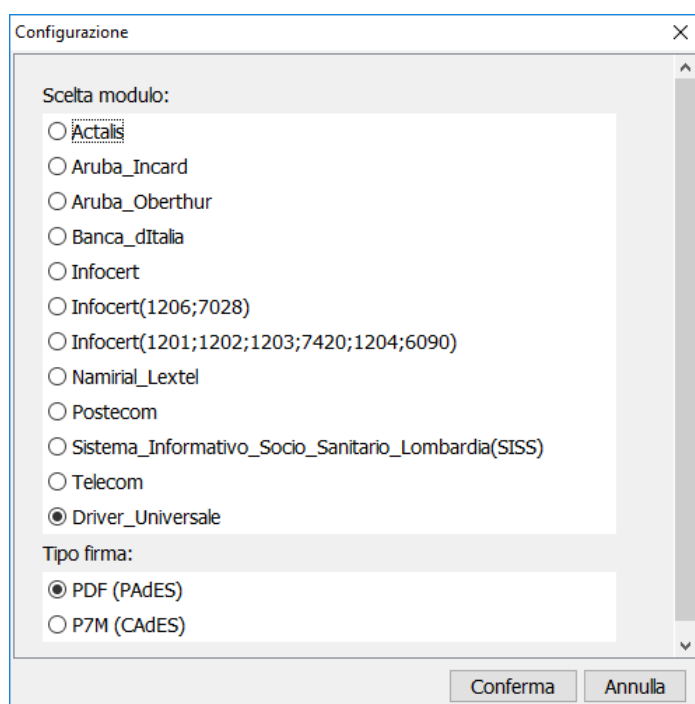 Configurazione
Scelta modulo:
Actalis
Aruba_Incard
Aruba_Oberthur
Banca_dItalia
Infocert
Infocert(1206;7028)
Infocert(1201;1202;1203;7420;1204;6090)
Namirial_Lextel
Postecom
Sistema_Informativo_Socio_Sanitario_Lombardia(SISS)
Telecom
Driver_Universale
Tipo firma:
PDF (PAdES)
P7M (CAdES)
Conferma Annulla